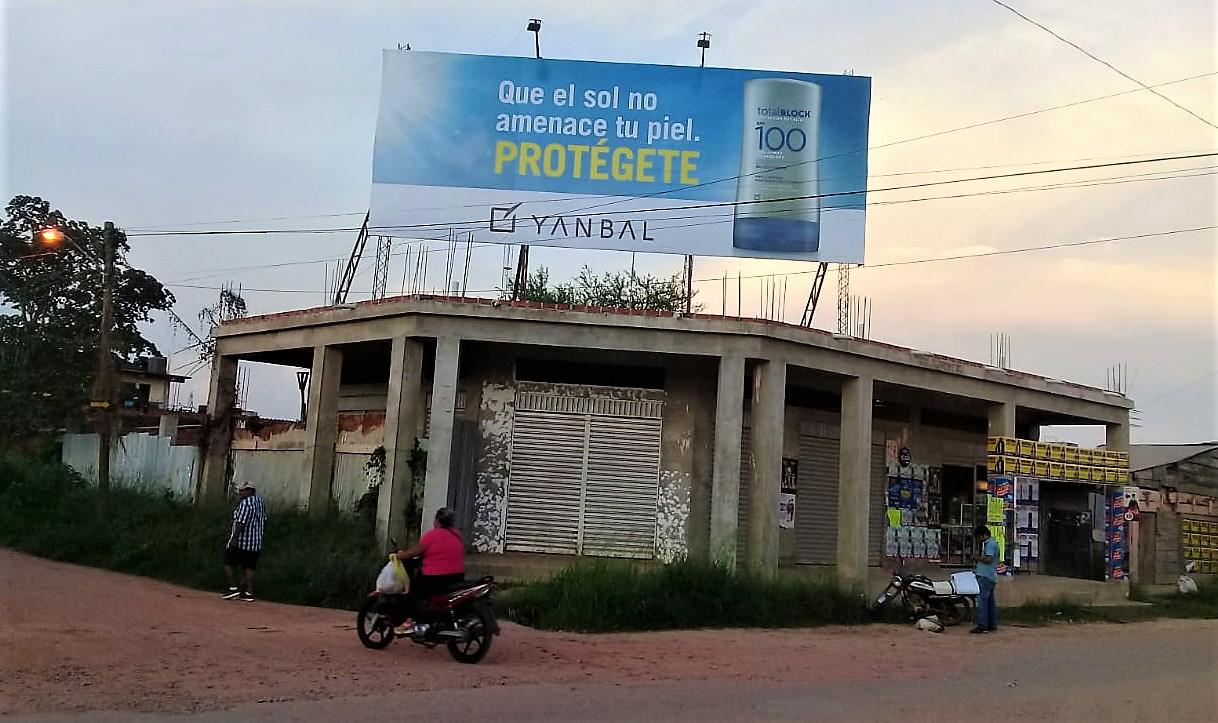 Que el sol no
amenace tu piel.
PROTÉGETE
YANBAL
totalBLOCK
100